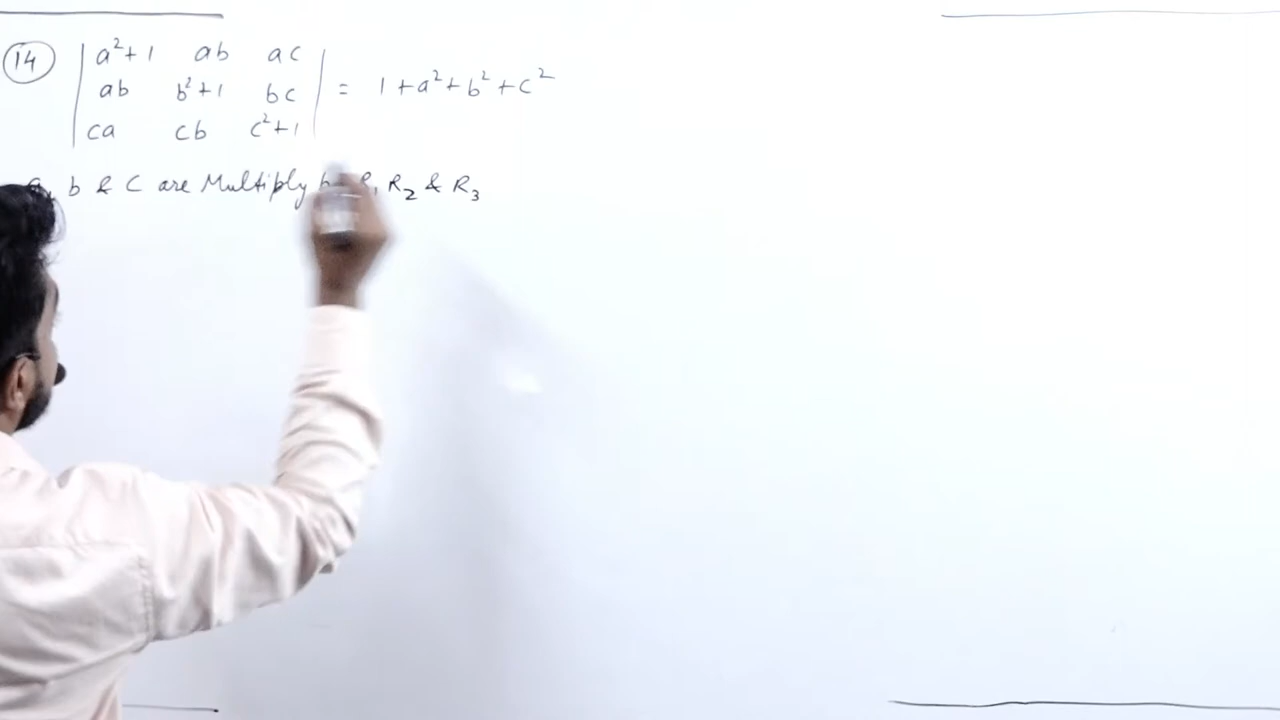 14 | a²+1 ab ac |
| ab b²+1 bc | = 1+a²+b²+c²
| ca cb c²+1 |
a, b & C are Multiply R₂ & R₃